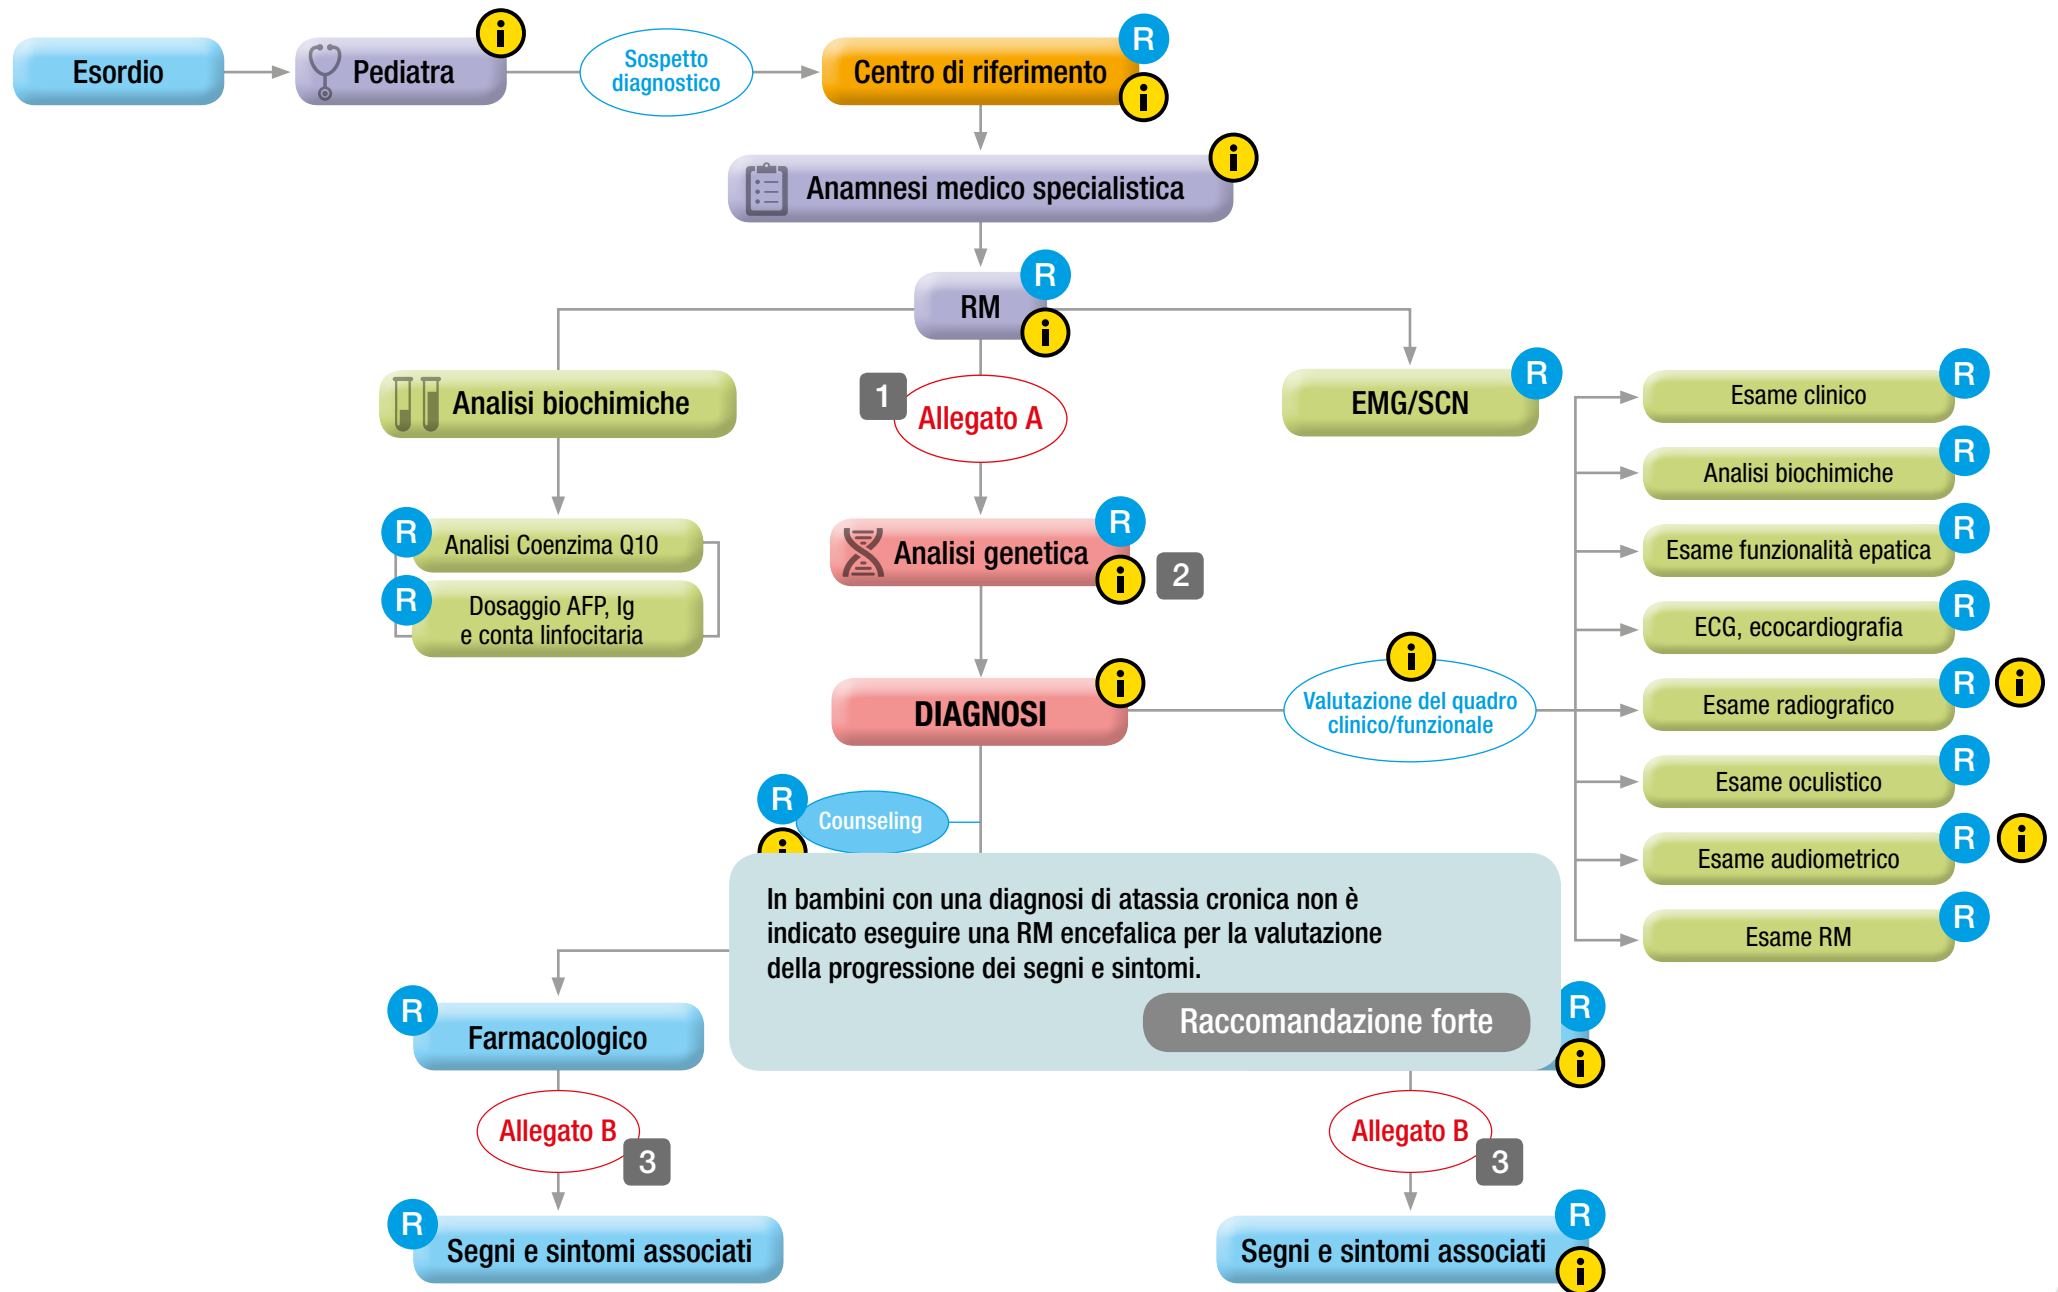 Esordio
Pediatra
i
Sospetto
diagnostico
Centro di riferimento
R
i
Anamnesi medico specialistica
i
RM
R
i
Analisi biochimiche
1
Allegato A
EMG/SCN
R
Esame clinico
R
Analisi biochimiche
R
Esame funzionalità epatica
R
ECG, ecocardiografia
R
Esame radiografico
R
i
Esame oculistico
R
Esame audiometrico
R
i
Esame RM
R
R
Analisi Coenzima Q10
R
Dosaggio AFP, Ig
e conta linfocitaria
Analisi genetica
R
i
2
DIAGNOSI
i
i
Valutazione del quadro
clinico/funzionale
R
i
Counseling
In bambini con una diagnosi di atassia cronica non è
indicato eseguire una RM encefalica per la valutazione
della progressione dei segni e sintomi.
Raccomandazione forte
R
Farmacologico
R
i
Allegato B
3
Allegato B
3
R
Segni e sintomi associati
Segni e sintomi associati
R
i